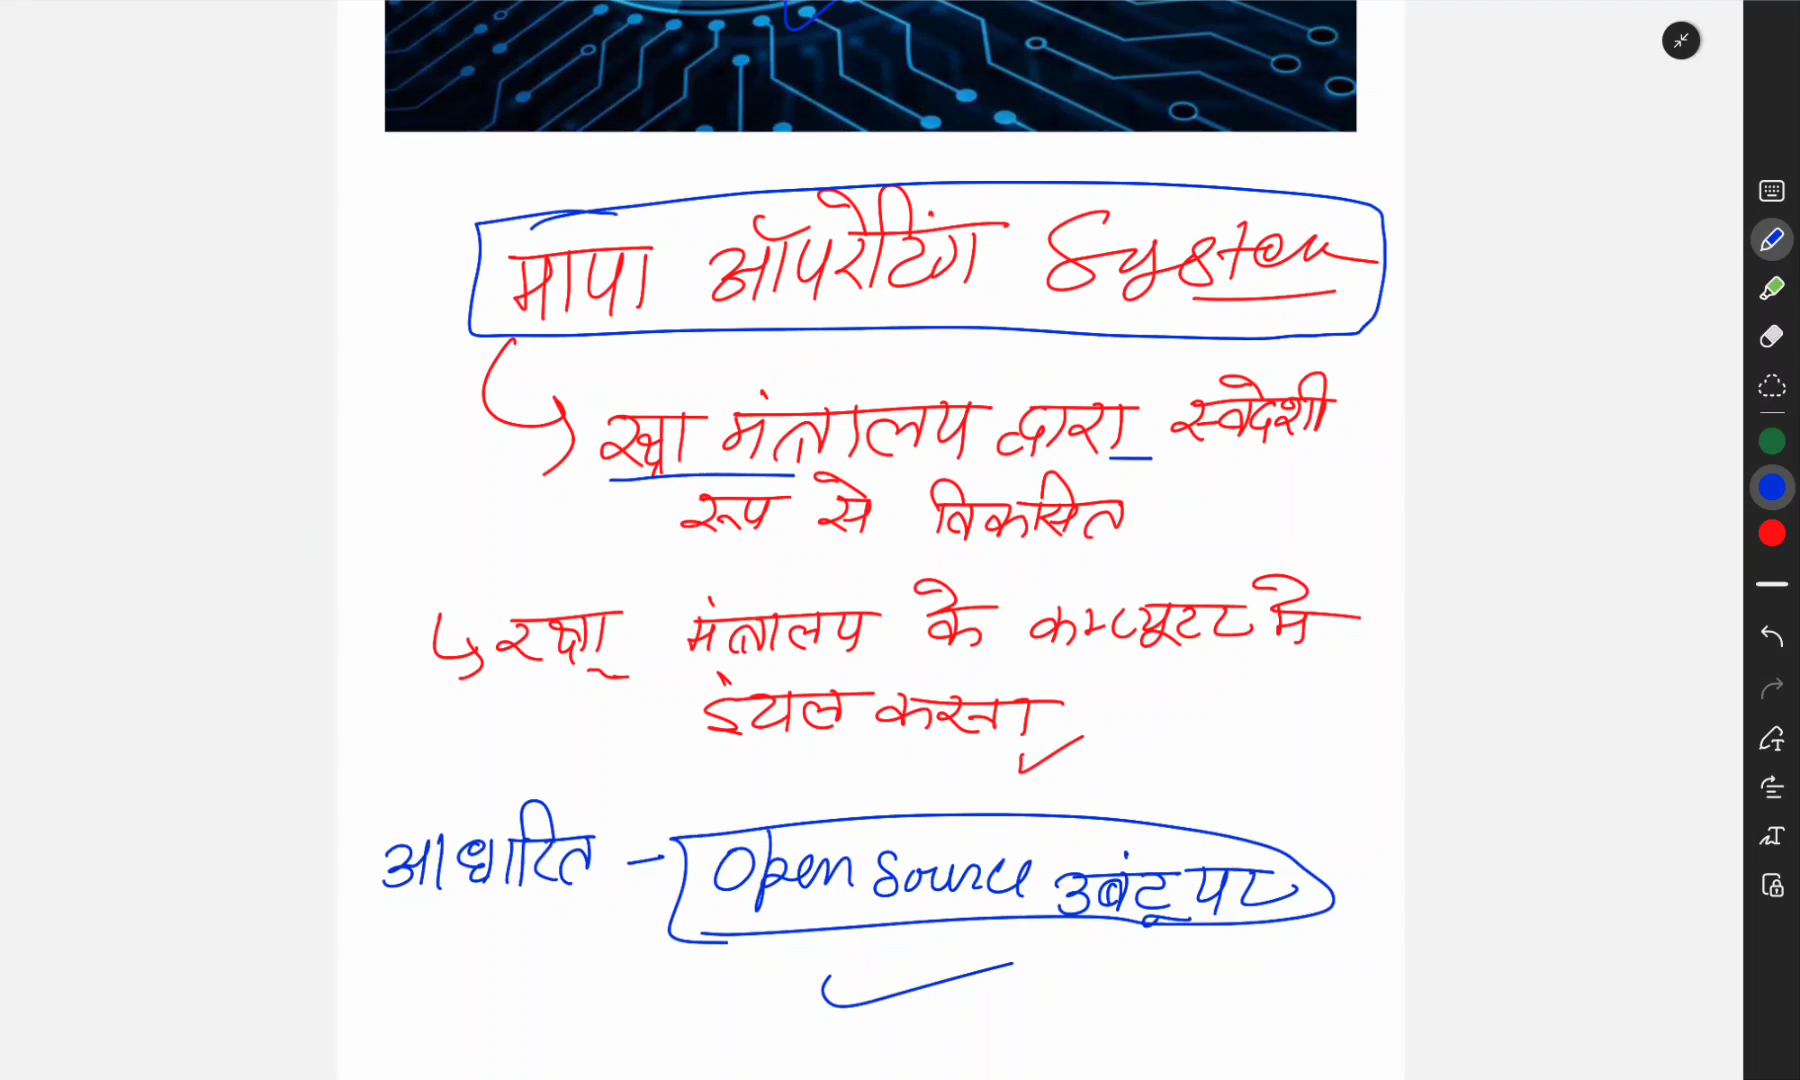 मापा ऑपरेटिंग System
रक्षा मंत्रालय द्वारा स्वदेशी
रूप से विकसित
रक्षा मंत्रालय के कम्प्यूटर में
इंस्टाल करना
आधारित - Open Source उबंटू पर